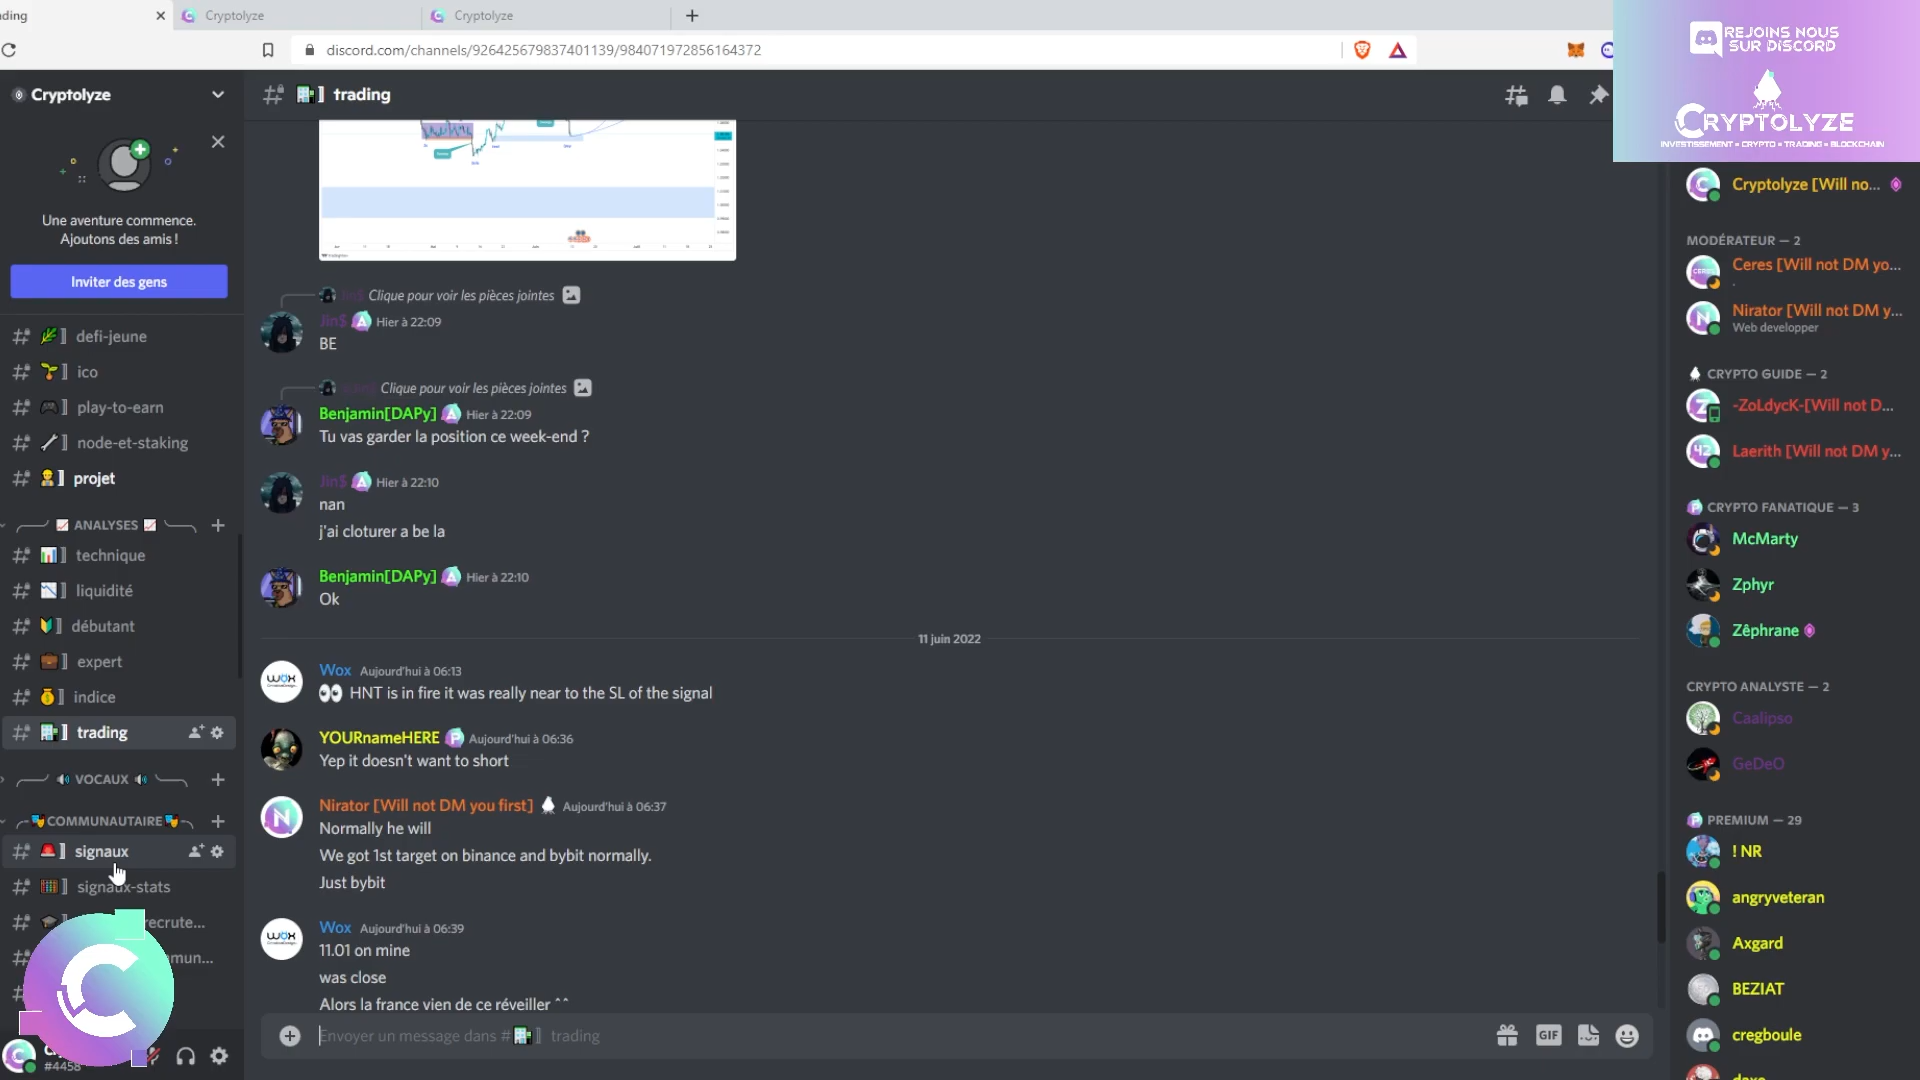 ding
Cryptolyze
Cryptolyze
discord.com/channels/926425679837401139/984071972856164372
REJOINS NOUS
SUR DISCORD
CRYPTOLYZE
INVESTISSEMENT • CRYPTO • TRADING • BLOCKCHAIN
Cryptolyze
Une aventure commence.
Ajoutons des amis !
Inviter des gens
defi-jeune
ico
play-to-earn
node-et-staking
projet
ANALYSES
technique
liquidité
débutant
expert
indice
trading
VOCAUX
COMMUNAUTAIRE
signaux
signaux-stats
recrute...
mun...
#4458
trading
Clique pour voir les pièces jointes
Jin$ Hier à 22:09
BE
Clique pour voir les pièces jointes
Benjamin[DAPy] Hier à 22:09
Tu vas garder la position ce week-end ?
Jin$ Hier à 22:10
nan
j'ai cloturer a be la
Benjamin[DAPy] Hier à 22:10
Ok
11 juin 2022
Wox Aujourd'hui à 06:13
HNT is in fire it was really near to the SL of the signal
YOURnameHERE Aujourd'hui à 06:36
Yep it doesn't want to short
Nirator [Will not DM you first] Aujourd'hui à 06:37
Normally he will
We got 1st target on binance and bybit normally.
Just bybit
Wox Aujourd'hui à 06:39
11.01 on mine
was close
Alors la france vien de ce réveiller ^^
Envoyer un message dans # trading
GIF
Cryptolyze [Will no...
MODÉRATEUR — 2
Ceres [Will not DM yo...
.
Nirator [Will not DM y...
Web developper
CRYPTO GUIDE — 2
-ZoLdycK-[Will not D...
Laerith [Will not DM y...
CRYPTO FANATIQUE — 3
McMarty
Zphyr
Zêphrane
CRYPTO ANALYSTE — 2
Caalipso
GeDeO
PREMIUM — 29
! NR
angryveteran
Axgard
BEZIAT
cregboule